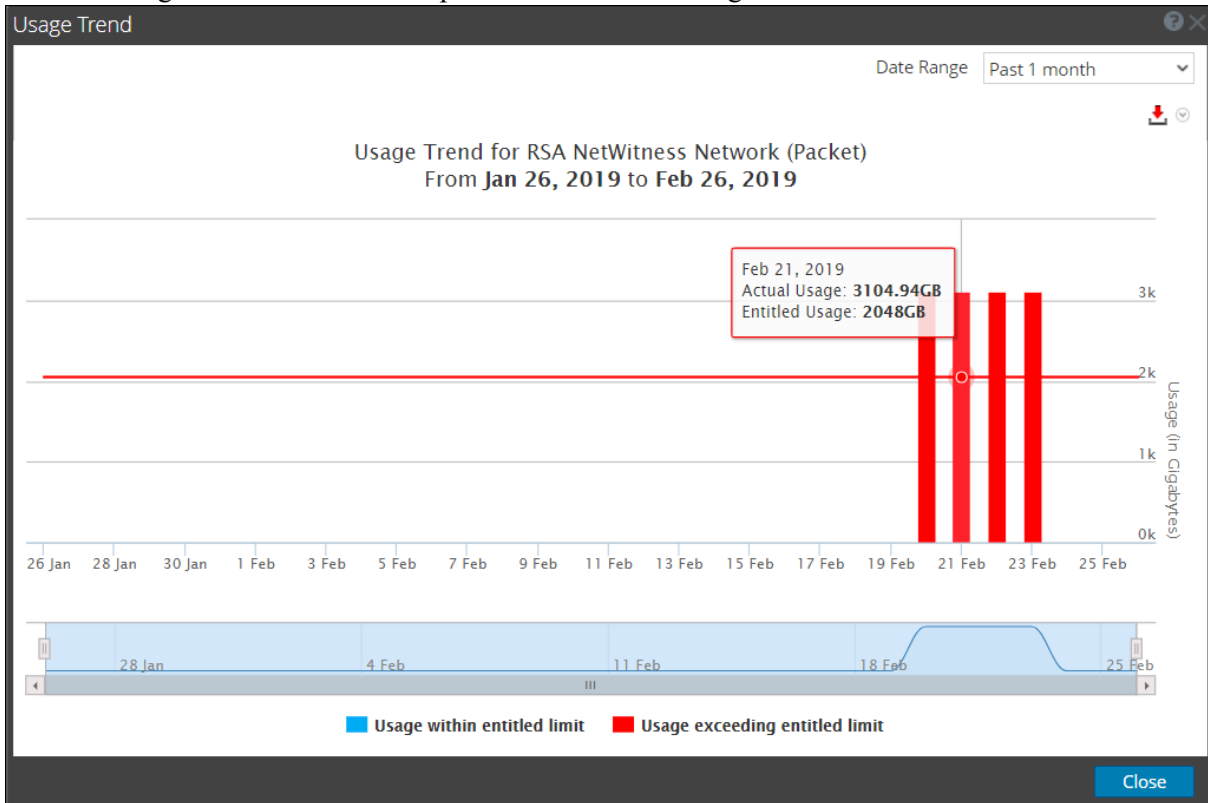 Usage Trend
Date Range Past 1 month
Usage Trend for RSA NetWitness Network (Packet)
From Jan 26, 2019 to Feb 26, 2019
Feb 21, 2019
Actual Usage: 3104.94GB
Entitled Usage: 2048GB
3k
2k
1k
0k
Usage (in Gigabytes)
26 Jan 28 Jan 30 Jan 1 Feb 3 Feb 5 Feb 7 Feb 9 Feb 11 Feb 13 Feb 15 Feb 17 Feb 19 Feb 21 Feb 23 Feb 25 Feb
28 Jan 4 Feb 11 Feb 18 Feb 25 Feb
Usage within entitled limit Usage exceeding entitled limit
Close